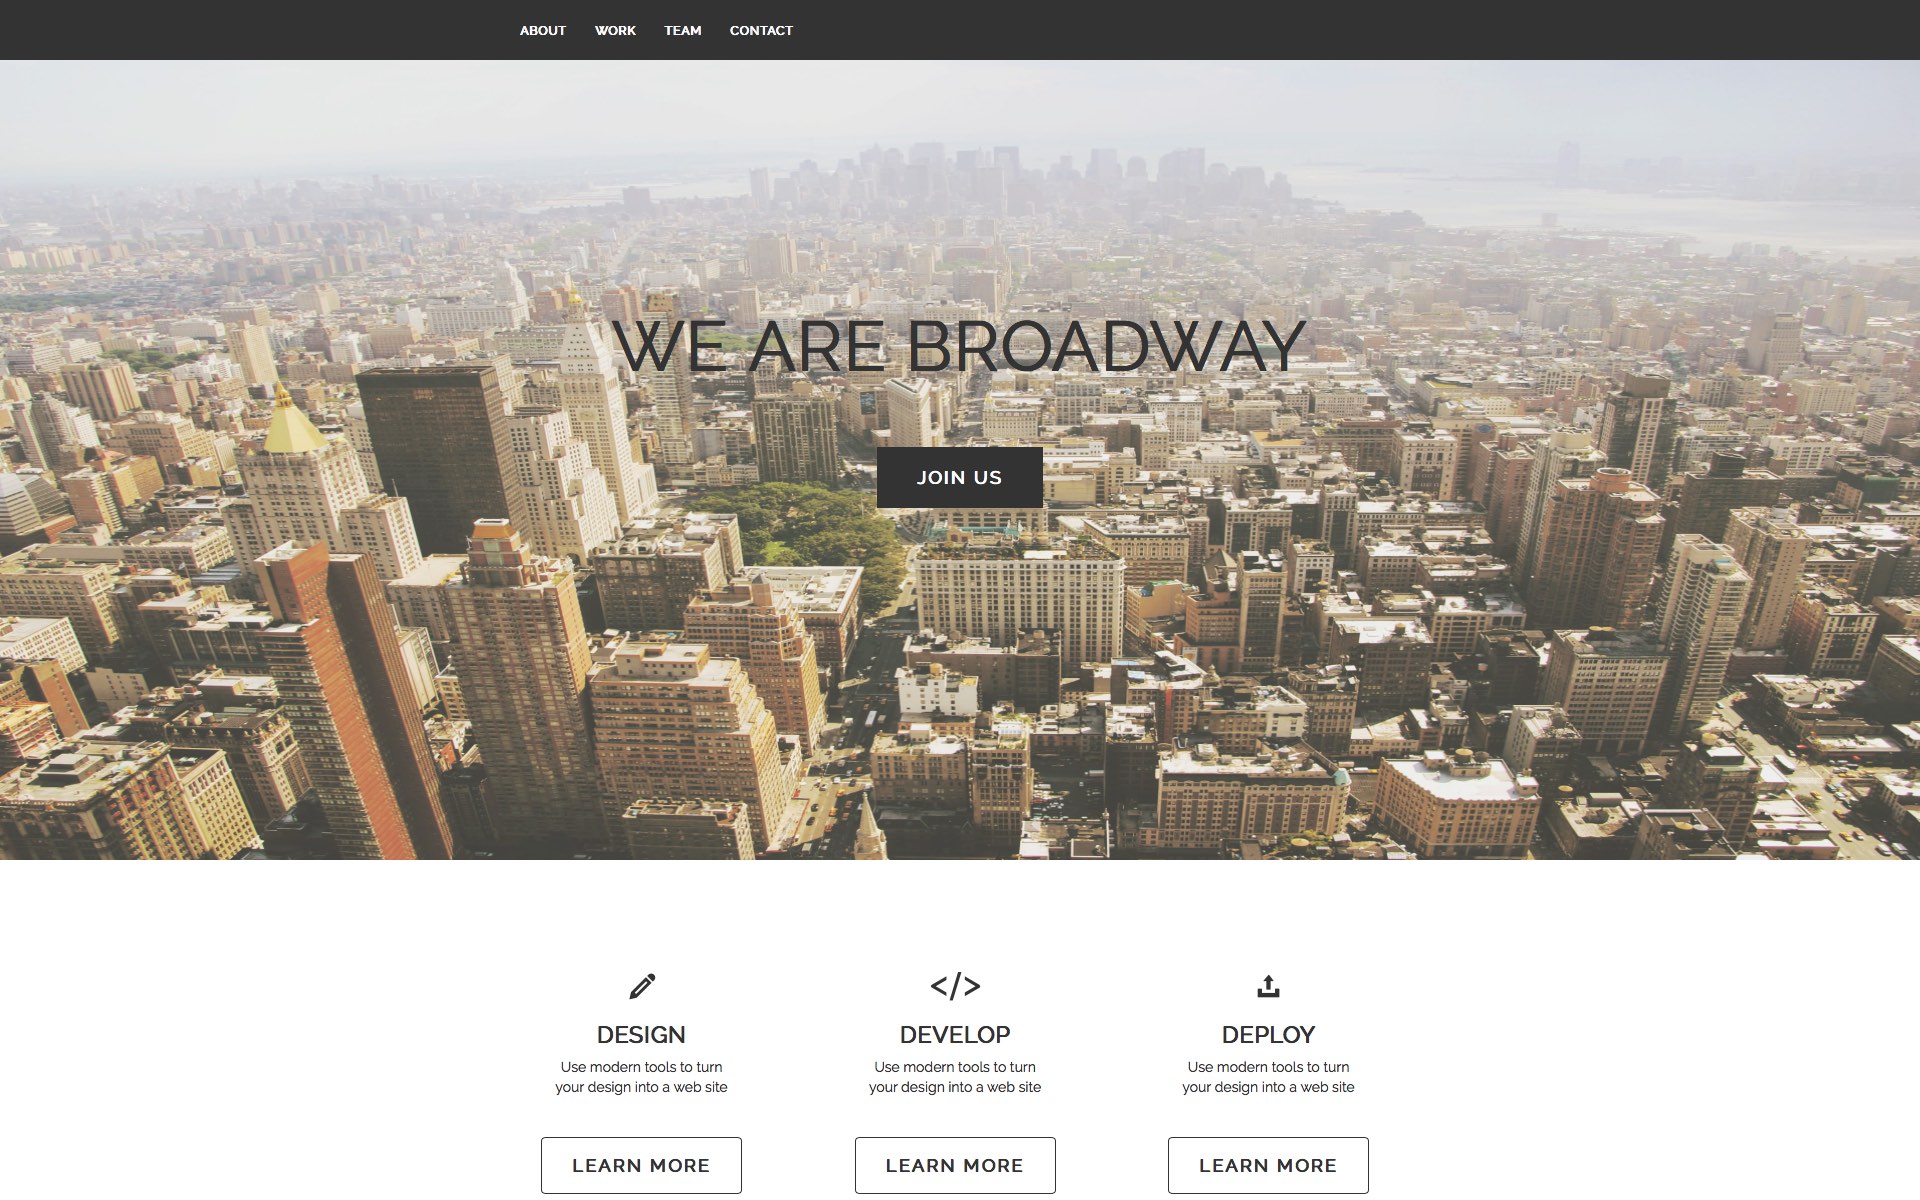 ABOUT WORK TEAM CONTACT
WE ARE BROADWAY
JOIN US
</>
DESIGN DEVELOP DEPLOY
Use modern tools to turn Use modern tools to turn Use modern tools to turn
your design into a web site your design into a web site your design into a web site
LEARN MORE LEARN MORE LEARN MORE